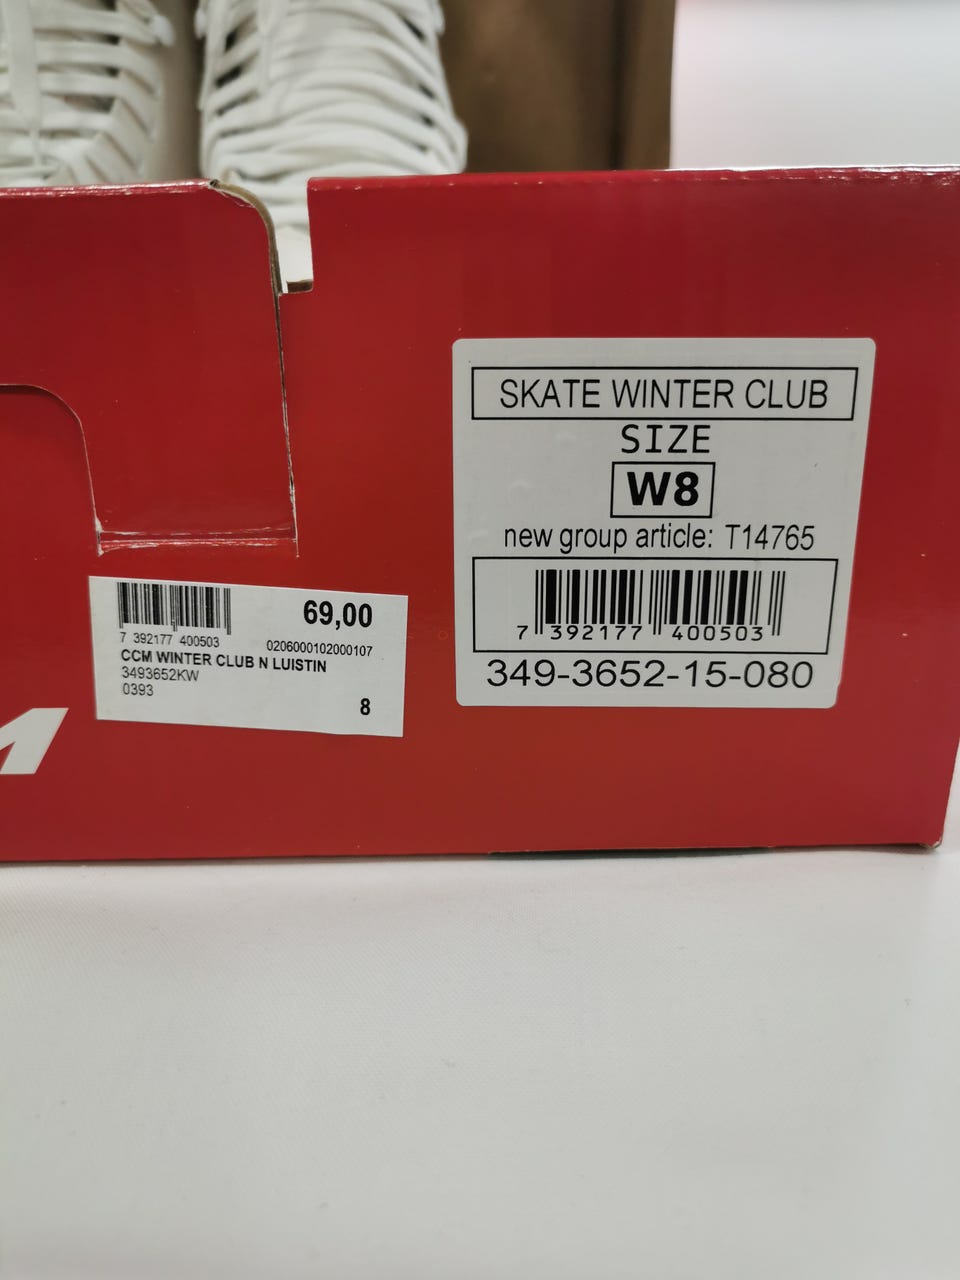 SKATE WINTER CLUB
SIZE
W8
new group article: T14765
7 392177 400503
349-3652-15-080
69,00
7 392177 400503
0206000102000107
CCM WINTER CLUB N LUISTIN
3493652KW
0393
8
M